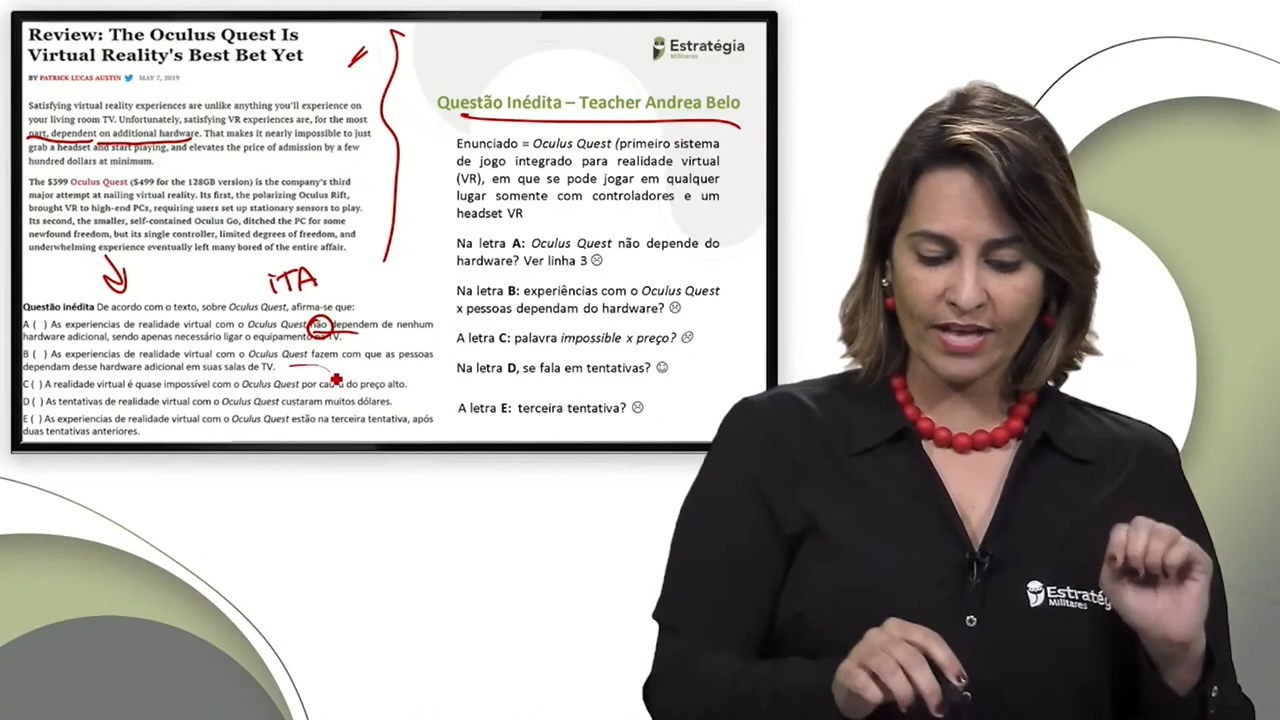 Review: The Oculus Quest Is
Virtual Reality's Best Bet Yet
BY PATRICK LUCAS AUSTIN MAY 7, 2019
Satisfying virtual reality experiences are unlike anything you'll experience on
your living room TV. Unfortunately, satisfying VR experiences are, for the most
part, dependent on additional hardware. That makes it nearly impossible to just
grab a headset and start playing, and elevates the price of admission by a few
hundred dollars at minimum.
The $399 Oculus Quest ($499 for the 128GB version) is the company's third
major attempt at nailing virtual reality. Its first, the polarizing Oculus Rift,
brought VR to high-end PCs, requiring users set up stationary sensors to play.
Its second, the smaller, self-contained Oculus Go, ditched the PC for some
newfound freedom, but its single controller, limited degrees of freedom, and
underwhelming experience eventually left many bored of the entire affair.
ITA
Questão inédita De acordo com o texto, sobre Oculus Quest, afirma-se que:
A ( ) As experiencias de realidade virtual com o Oculus Quest não dependem de nenhum
hardware adicional, sendo apenas necessário ligar o equipamento na TV.
B ( ) As experiencias de realidade virtual com o Oculus Quest fazem com que as pessoas
dependam desse hardware adicional em suas salas de TV.
C ( ) A realidade virtual é quase impossível com o Oculus Quest por causa do preço alto.
D ( ) As tentativas de realidade virtual com o Oculus Quest custaram muitos dólares.
E ( ) As experiencias de realidade virtual com o Oculus Quest estão na terceira tentativa, após
duas tentativas anteriores.
Estratégia
Militares
Questão Inédita – Teacher Andrea Belo
Enunciado = Oculus Quest (primeiro sistema
de jogo integrado para realidade virtual
(VR), em que se pode jogar em qualquer
lugar somente com controladores e um
headset VR
Na letra A: Oculus Quest não depende do
hardware? Ver linha 3 ☹
Na letra B: experiências com o Oculus Quest
x pessoas dependam do hardware? ☹
A letra C: palavra impossible x preço? ☹
Na letra D, se fala em tentativas? ☺
A letra E: terceira tentativa? ☹
Estratég
Militares